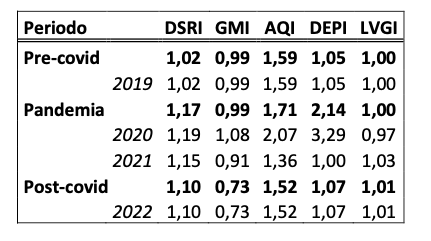 Periodo DSRI GMI AQI DEPI LVGI
Pre-covid 1,02 0,99 1,59 1,05 1,00
2019 1,02 0,99 1,59 1,05 1,00
Pandemia 1,17 0,99 1,71 2,14 1,00
2020 1,19 1,08 2,07 3,29 0,97
2021 1,15 0,91 1,36 1,00 1,03
Post-covid 1,10 0,73 1,52 1,07 1,01
2022 1,10 0,73 1,52 1,07 1,01